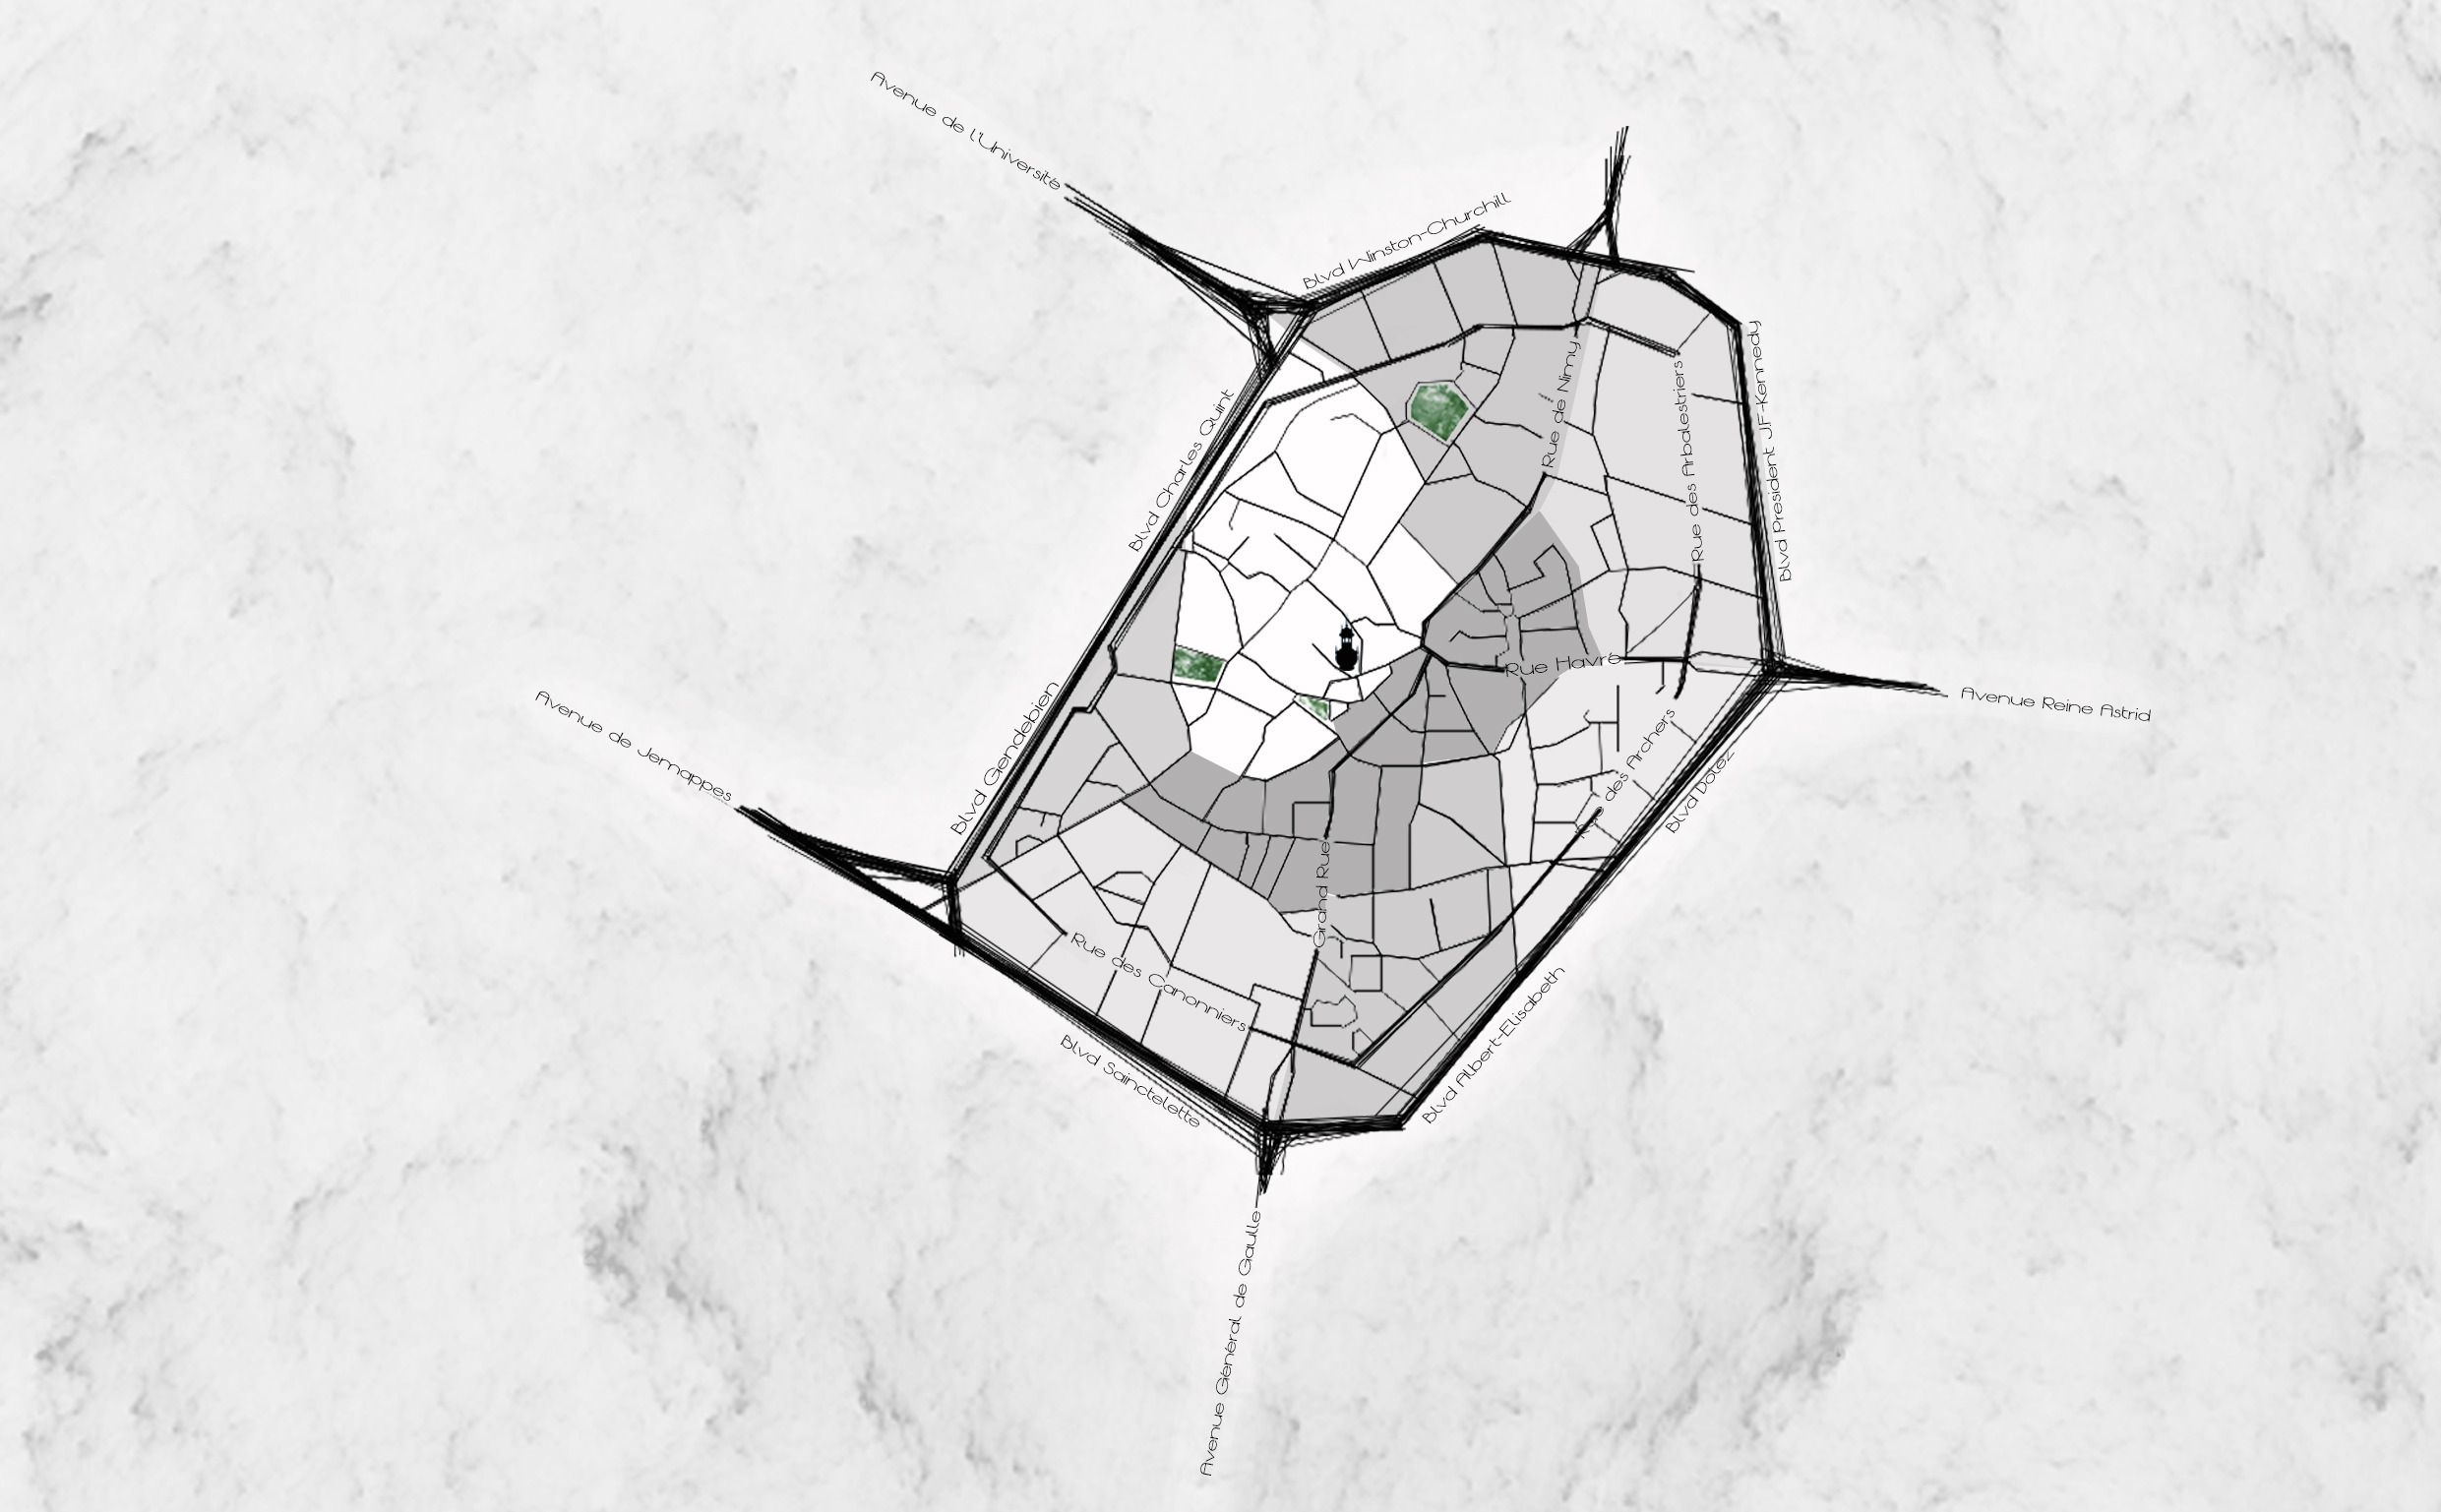 Avenue de l'Université
Blvd Winston-Churchill
Blvd Charles Quint
Rue de Nimy
Rue des Arbalestriers
Blvd President JF-Kennedy
Rue Havré
Avenue Reine Astrid
Avenue de Jemappes
Blvd Gendebien
Rue des Archers
Blvd Dolez
Grand Rue
Rue des Canonniers
Blvd Sainctelette
Blvd Albert-Elisabeth
Avenue Général de Gaulle